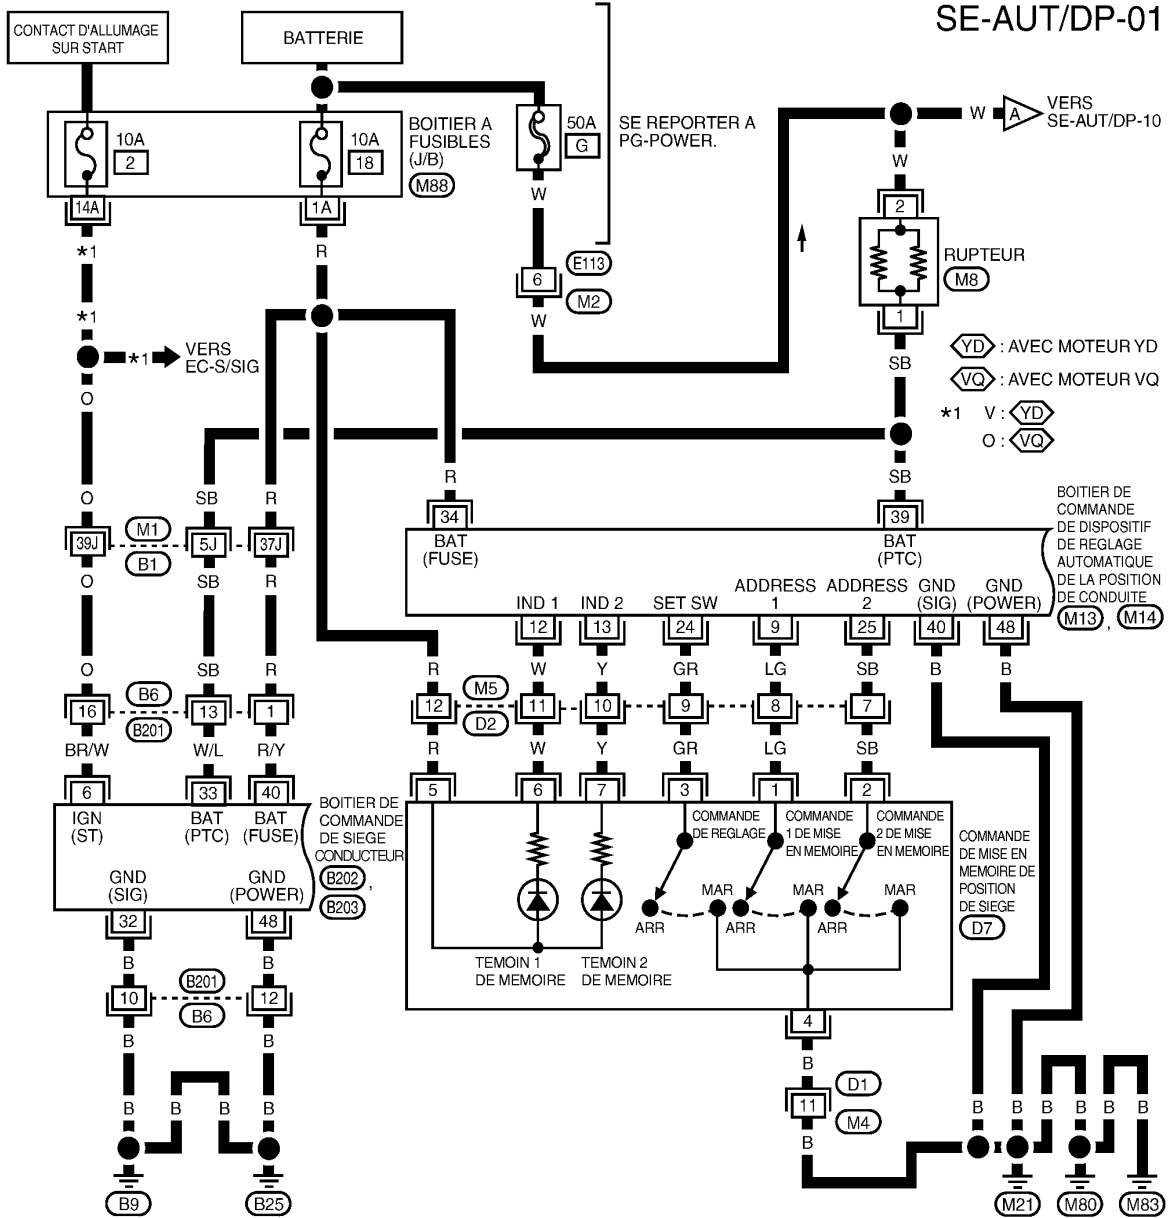 SE-AUT/DP-01
CONTACT D'ALLUMAGE
SUR START
BATTERIE
10A
2
10A
18
BOITIER A
FUSIBLES
(J/B)
M88
50A
G
SE REPORTER A
PG-POWER.
W
A
VERS
SE-AUT/DP-10
14A
1A
*1
R
W
E113
6
M2
W
W
2
RUPTEUR
M8
1
*1
*1
VERS
EC-S/SIG
O
SB
YD : AVEC MOTEUR YD
VQ : AVEC MOTEUR VQ
*1 V : YD
O : VQ
R
SB
O
SB
R
34
39
BAT
(FUSE)
BAT
(PTC)
BOITIER DE
COMMANDE
DE DISPOSITIF
DE REGLAGE
AUTOMATIQUE
DE LA POSITION
DE CONDUITE
M13 , M14
39J
M1
B1
5J
37J
O
SB
R
IND 1
IND 2
SET SW
ADDRESS
1
ADDRESS
2
GND
(SIG)
GND
(POWER)
12
13
24
9
25
40
48
O
SB
R
R
W
Y
GR
LG
SB
B
B
16
B6
B201
13
1
12
M5
D2
11
10
9
8
7
BR/W
W/L
R/Y
R
W
Y
GR
LG
SB
6
33
40
5
6
7
3
1
2
IGN
(ST)
BAT
(PTC)
BAT
(FUSE)
GND
(SIG)
GND
(POWER)
BOITIER DE
COMMANDE
DE SIEGE
CONDUCTEUR
B202 ,
B203
COMMANDE
DE REGLAGE
COMMANDE
1 DE MISE
EN MEMOIRE
COMMANDE
2 DE MISE
EN MEMOIRE
MAR
ARR
MAR
ARR
MAR
ARR
COMMANDE
DE MISE EN
MEMOIRE DE
POSITION
DE SIEGE
D7
TEMOIN 1
DE MEMOIRE
TEMOIN 2
DE MEMOIRE
32
48
B
B
10
B201
B6
12
B
B
4
B
D1
11
M4
B
B
B
B
B
B
B
B
B
B
B
B9
B25
M21
M80
M83